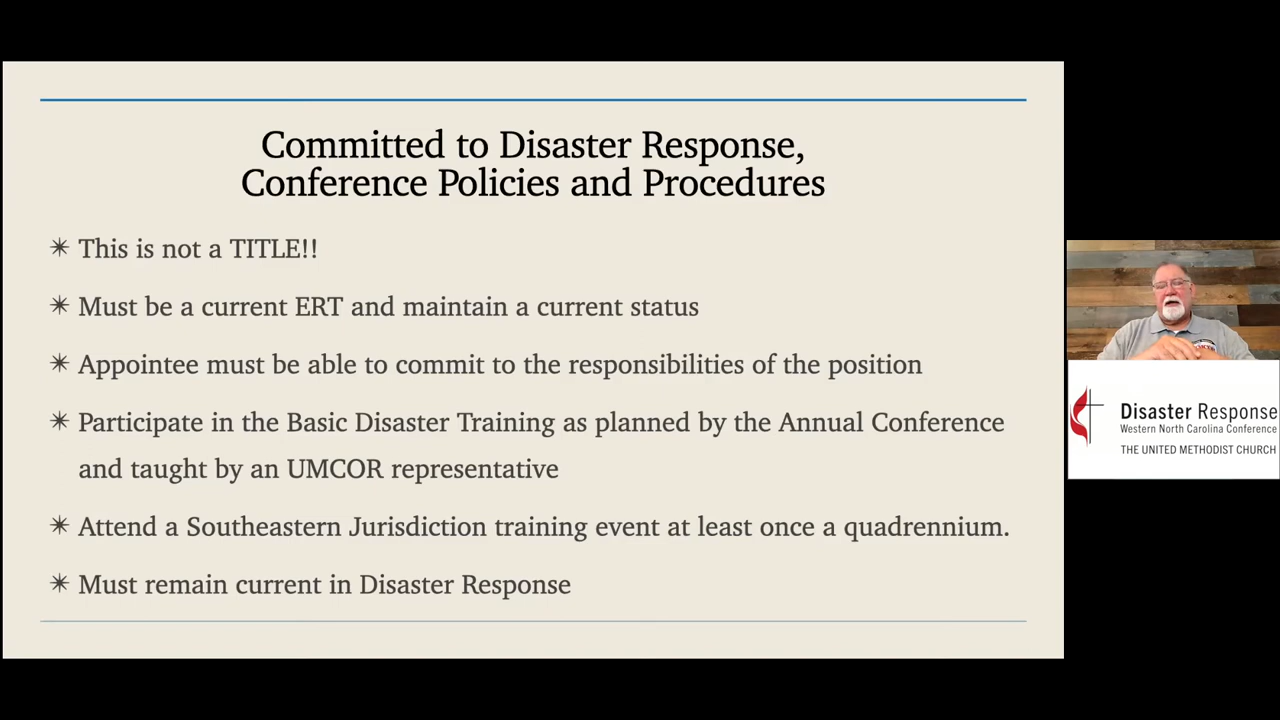 Committed to Disaster Response,
Conference Policies and Procedures
✴ This is not a TITLE!!
✴ Must be a current ERT and maintain a current status
✴ Appointee must be able to commit to the responsibilities of the position
✴ Participate in the Basic Disaster Training as planned by the Annual Conference
and taught by an UMCOR representative
✴ Attend a Southeastern Jurisdiction training event at least once a quadrennium.
✴ Must remain current in Disaster Response
Disaster Response
Western North Carolina Conference
THE UNITED METHODIST CHURCH